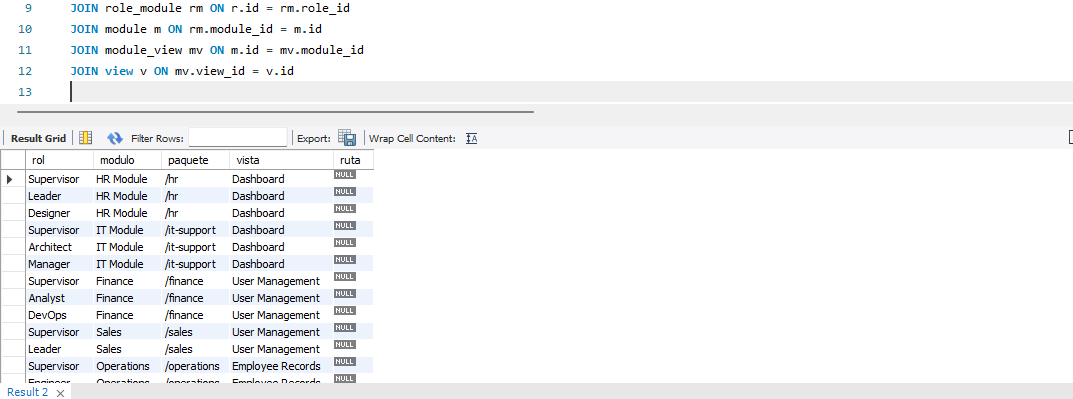 9 JOIN role_module rm ON r.id = rm.role_id
10 JOIN module m ON rm.module_id = m.id
11 JOIN module_view mv ON m.id = mv.module_id
12 JOIN view v ON mv.view_id = v.id
13
Result Grid Filter Rows: Export: Wrap Cell Content: IA
rol modulo paquete vista ruta
Supervisor HR Module /hr Dashboard NULL
Leader HR Module /hr Dashboard NULL
Designer HR Module /hr Dashboard NULL
Supervisor IT Module /it-support Dashboard NULL
Architect IT Module /it-support Dashboard NULL
Manager IT Module /it-support Dashboard NULL
Supervisor Finance /finance User Management NULL
Analyst Finance /finance User Management NULL
DevOps Finance /finance User Management NULL
Supervisor Sales /sales User Management NULL
Leader Sales /sales User Management NULL
Supervisor Operations /operations Employee Records NULL
Engineer Operations /operations Employee Records NULL
Result 2 ×